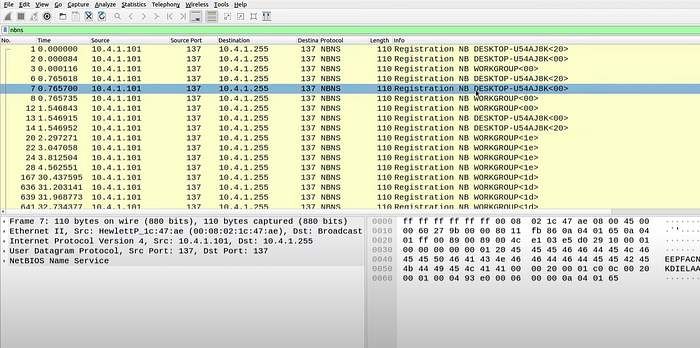 File Edit View Go Capture Analyze Statistics Telephony Wireless Tools Help
nbns
No. Time Source Source Port Destination Destina Protocol Length Info
1 0.000000 10.4.1.101 137 10.4.1.255 137 NBNS 110 Registration NB DESKTOP-U54AJ8K<20>
2 0.000084 10.4.1.101 137 10.4.1.255 137 NBNS 110 Registration NB DESKTOP-U54AJ8K<00>
3 0.000116 10.4.1.101 137 10.4.1.255 137 NBNS 110 Registration NB WORKGROUP<00>
6 0.765618 10.4.1.101 137 10.4.1.255 137 NBNS 110 Registration NB DESKTOP-U54AJ8K<20>
7 0.765700 10.4.1.101 137 10.4.1.255 137 NBNS 110 Registration NB DESKTOP-U54AJ8K<00>
8 0.765735 10.4.1.101 137 10.4.1.255 137 NBNS 110 Registration NB WORKGROUP<00>
12 1.546843 10.4.1.101 137 10.4.1.255 137 NBNS 110 Registration NB WORKGROUP<00>
13 1.546915 10.4.1.101 137 10.4.1.255 137 NBNS 110 Registration NB DESKTOP-U54AJ8K<00>
14 1.546952 10.4.1.101 137 10.4.1.255 137 NBNS 110 Registration NB DESKTOP-U54AJ8K<20>
20 2.297271 10.4.1.101 137 10.4.1.255 137 NBNS 110 Registration NB WORKGROUP<1e>
22 3.047058 10.4.1.101 137 10.4.1.255 137 NBNS 110 Registration NB WORKGROUP<1e>
24 3.812504 10.4.1.101 137 10.4.1.255 137 NBNS 110 Registration NB WORKGROUP<1e>
28 4.562551 10.4.1.101 137 10.4.1.255 137 NBNS 110 Registration NB WORKGROUP<1e>
167 30.437595 10.4.1.101 137 10.4.1.255 137 NBNS 110 Registration NB WORKGROUP<1d>
636 31.203141 10.4.1.101 137 10.4.1.255 137 NBNS 110 Registration NB WORKGROUP<1d>
639 31.968773 10.4.1.101 137 10.4.1.255 137 NBNS 110 Registration NB WORKGROUP<1d>
641 32.734377 10.4.1.101 137 10.4.1.255 137 NBNS 110 Registration NB WORKGROUP<1d>
Frame 7: 110 bytes on wire (880 bits), 110 bytes captured (880 bits)
Ethernet II, Src: HewlettP_1c:47:ae (00:08:02:1c:47:ae), Dst: Broadcast
Internet Protocol Version 4, Src: 10.4.1.101, Dst: 10.4.1.255
User Datagram Protocol, Src Port: 137, Dst Port: 137
NetBIOS Name Service
0000 ff ff ff ff ff ff 00 08 02 1c 47 ae 08 00 45 00
0010 00 60 27 9b 00 00 80 11 fb 86 0a 04 01 65 0a 04
0020 01 ff 00 89 00 89 00 4c e1 03 e5 d0 29 10 00 01
0030 00 00 00 00 00 01 20 45 45 45 46 46 44 45 4c 46
0040 45 45 50 46 41 43 4e 46 46 44 46 44 45 45 42 45 EEPFACN
0050 4b 44 49 45 4c 41 41 00 00 20 00 01 c0 0c 00 20 KDIELAA
0060 00 01 00 04 93 e0 00 06 00 00 0a 04 01 65